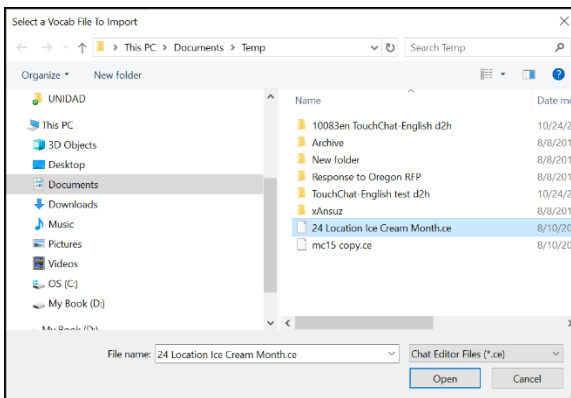 Select a Vocab File To Import
This PC > Documents > Temp
Search Temp
Organize
New folder
UNIDAD
This PC
3D Objects
Desktop
Documents
Downloads
Music
Pictures
Videos
OS (C:)
My Book (D:)
My Book (D:)
Name
Date mo
10083en TouchChat-English d2h
10/24/2
Archive
8/8/201
New folder
8/8/201
Response to Oregon RFP
8/8/201
TouchChat-English test d2h
10/24/2
xAnsuz
8/8/201
24 Location Ice Cream Month.ce
8/10/20
mc15 copy.ce
8/10/20
File name:
24 Location Ice Cream Month.ce
Chat Editor Files (*.ce)
Open
Cancel